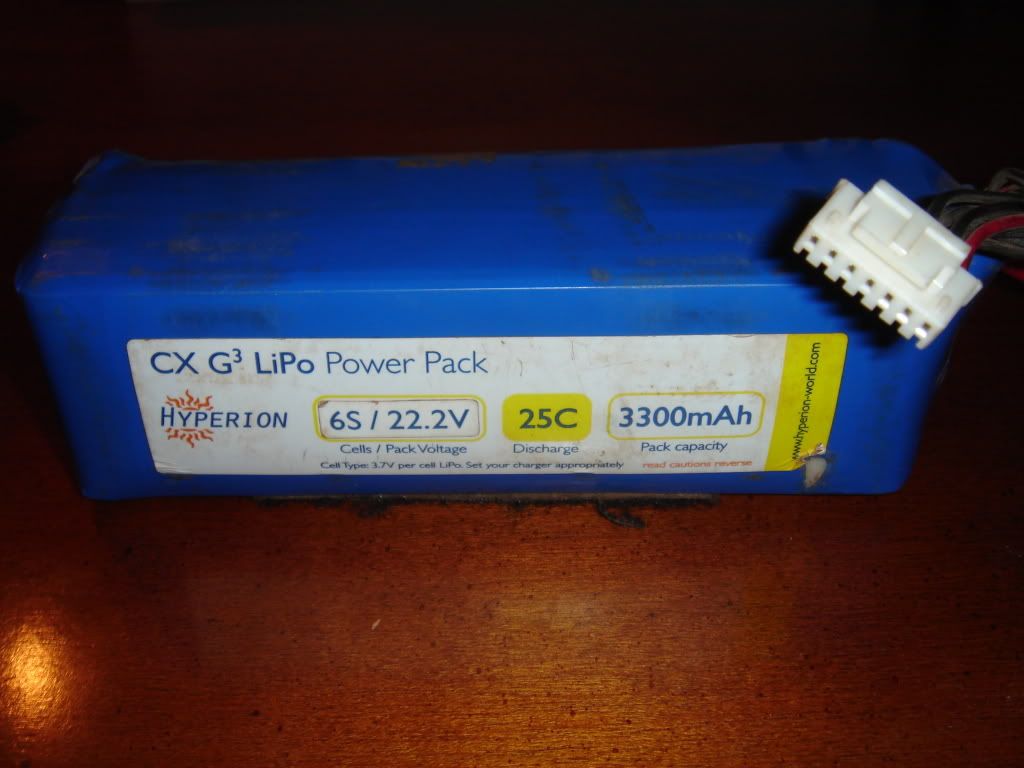 CX G³ LiPo Power Pack
HYPERION
6S / 22.2V
Cells / Pack Voltage
25C
Discharge
3300mAh
Pack capacity
Cell Type: 3.7V per cell LiPo. Set your charger appropriately
read cautions reverse
www.hyperion-world.com